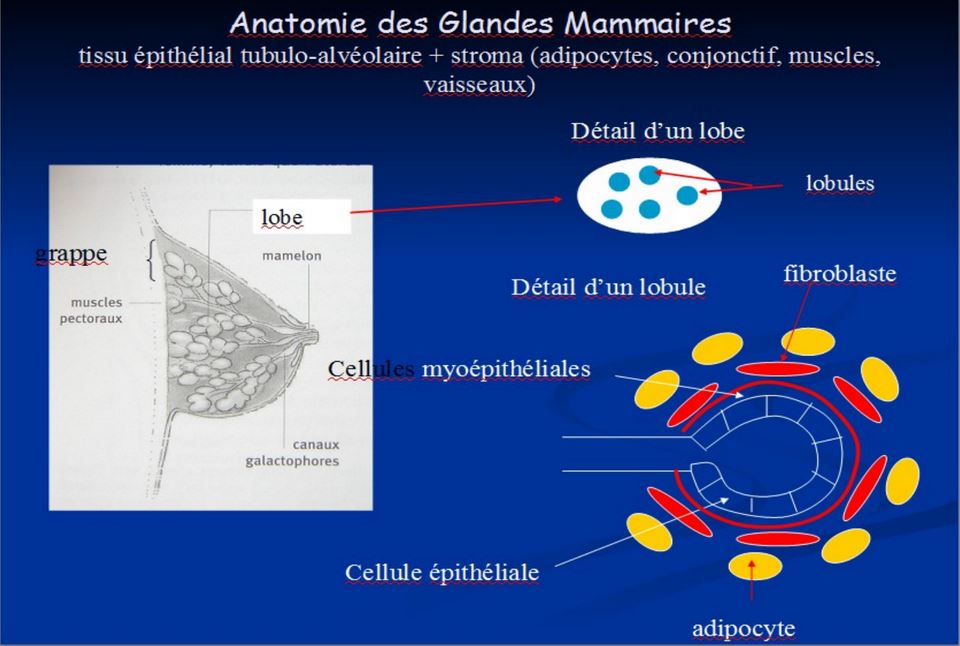 Anatomie des Glandes Mammaires
tissu épithélial tubulo-alvéolaire + stroma (adipocytes, conjonctif, muscles,
vaisseaux)
Détail d'un lobe
lobules
lobe
grappe
mamelon
muscles
pectoraux
canaux
galactophores
Détail d'un lobule
fibroblaste
Cellules myoépithéliales
Cellule épithéliale
adipocyte